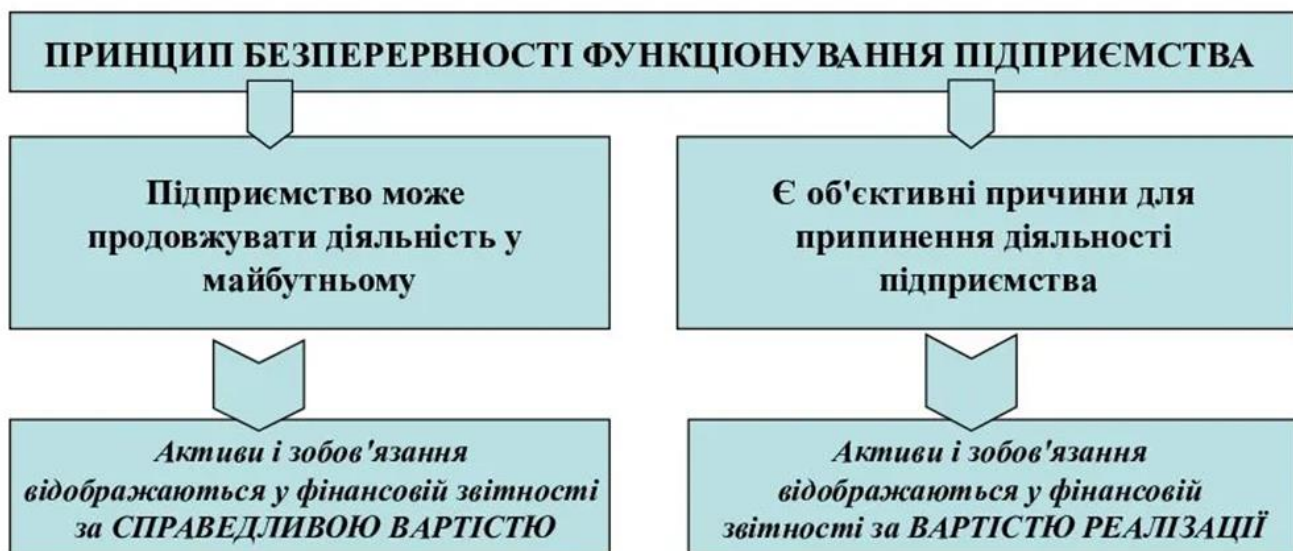 ПРИНЦИП БЕЗПЕРЕРВНОСТІ ФУНКЦІОНУВАННЯ ПІДПРИЄМСТВА
Підприємство може
продовжувати діяльність у
майбутньому
Є об'єктивні причини для
припинення діяльності
підприємства
Активи і зобов'язання
відображаються у фінансовій звітності
за СПРАВЕДЛИВОЮ ВАРТІСТЮ
Активи і зобов'язання
відображаються у фінансовій
звітності за ВАРТІСТЮ РЕАЛІЗАЦІЇ